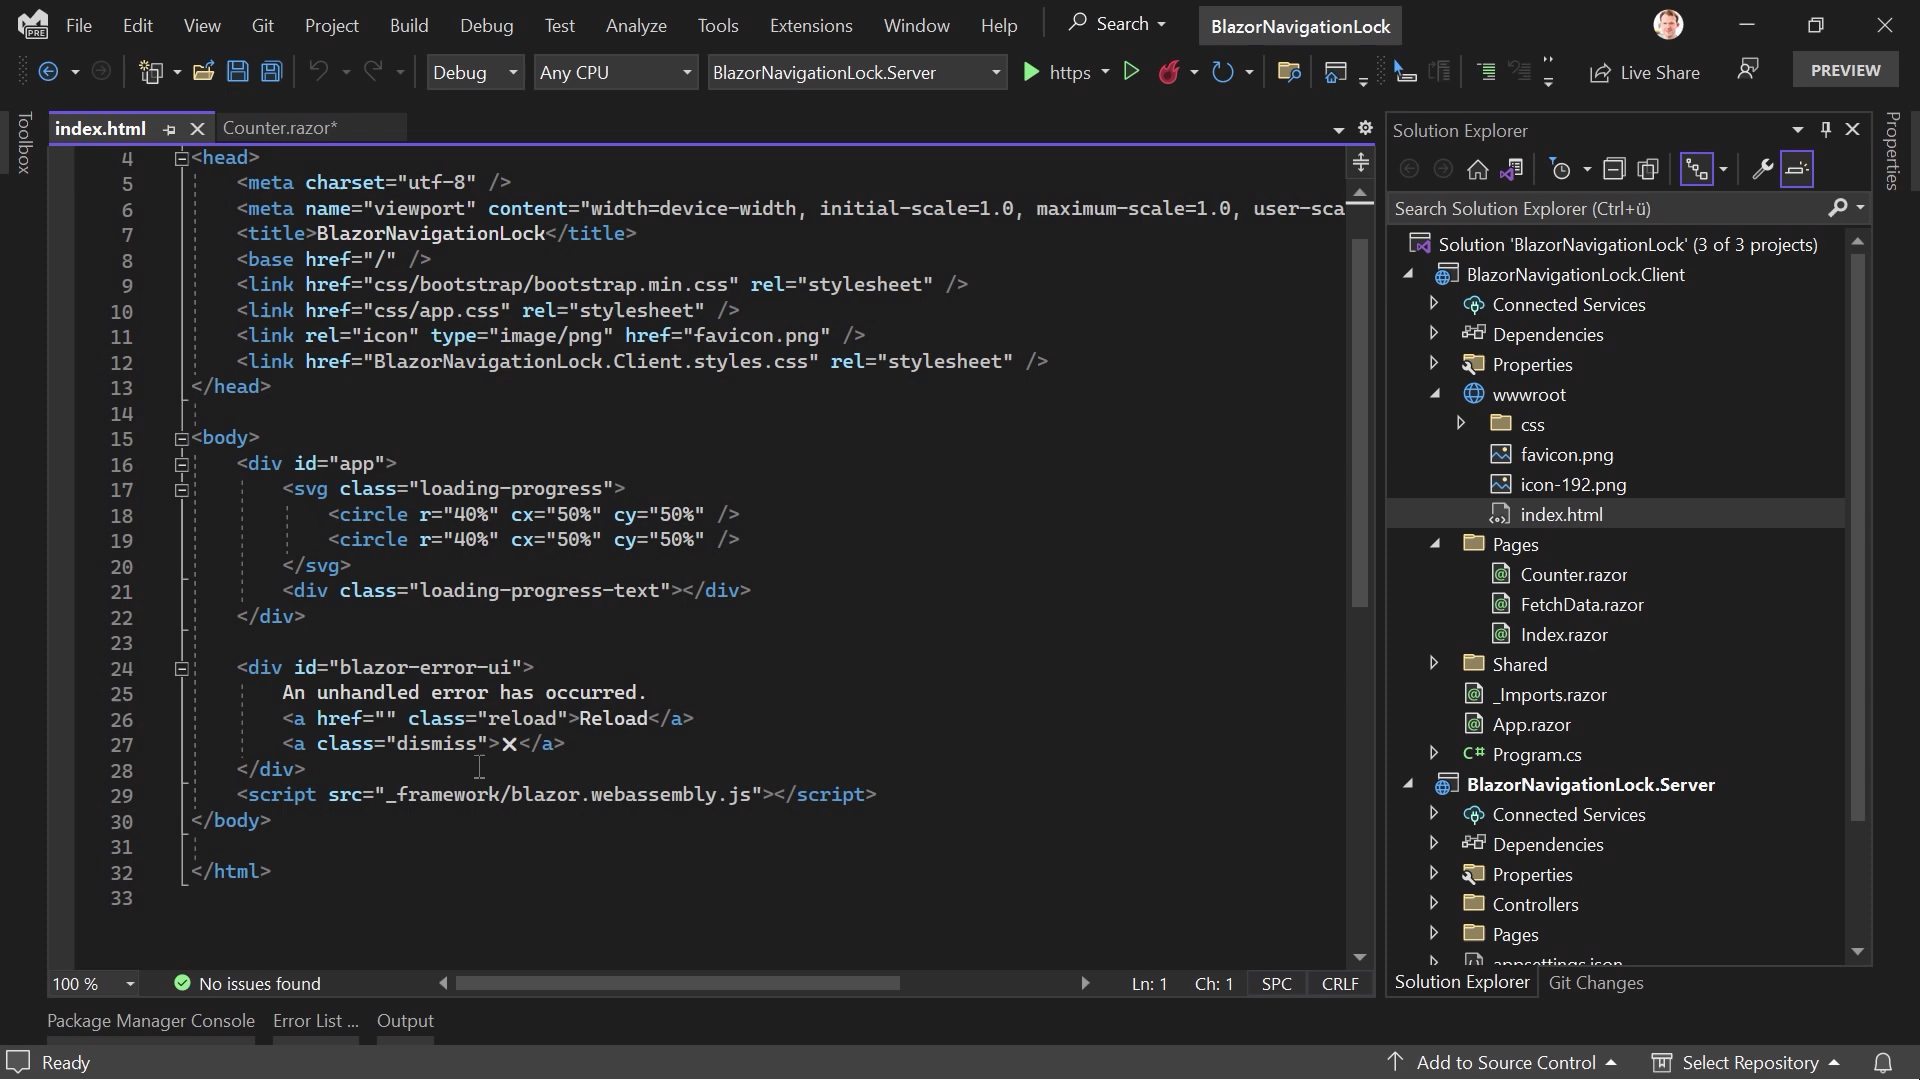 PRE
File Edit View Git Project Build Debug Test Analyze Tools Extensions Window Help Search BlazorNavigationLock
Debug Any CPU BlazorNavigationLock.Server https Live Share PREVIEW
Toolbox
index.html Counter.razor*
4 <head>
5 <meta charset="utf-8" />
6 <meta name="viewport" content="width=device-width, initial-scale=1.0, maximum-scale=1.0, user-sca
7 <title>BlazorNavigationLock</title>
8 <base href="/" />
9 <link href="css/bootstrap/bootstrap.min.css" rel="stylesheet" />
10 <link href="css/app.css" rel="stylesheet" />
11 <link rel="icon" type="image/png" href="favicon.png" />
12 <link href="BlazorNavigationLock.Client.styles.css" rel="stylesheet" />
13 </head>
14
15 <body>
16 <div id="app">
17 <svg class="loading-progress">
18 <circle r="40%" cx="50%" cy="50%" />
19 <circle r="40%" cx="50%" cy="50%" />
20 </svg>
21 <div class="loading-progress-text"></div>
22 </div>
23
24 <div id="blazor-error-ui">
25 An unhandled error has occurred.
26 <a href="" class="reload">Reload</a>
27 <a class="dismiss">🗙</a>
28 </div>
29 <script src="_framework/blazor.webassembly.js"></script>
30 </body>
31
32 </html>
33
100 % No issues found Ln: 1 Ch: 1 SPC CRLF
Package Manager Console Error List ... Output
Solution Explorer
Search Solution Explorer (Ctrl+ü)
Solution 'BlazorNavigationLock' (3 of 3 projects)
BlazorNavigationLock.Client
Connected Services
Dependencies
Properties
wwwroot
css
favicon.png
icon-192.png
index.html
Pages
Counter.razor
FetchData.razor
Index.razor
Shared
_Imports.razor
App.razor
C# Program.cs
BlazorNavigationLock.Server
Connected Services
Dependencies
Properties
Controllers
Pages
appsettings.json
Solution Explorer Git Changes
Properties
Ready Add to Source Control Select Repository